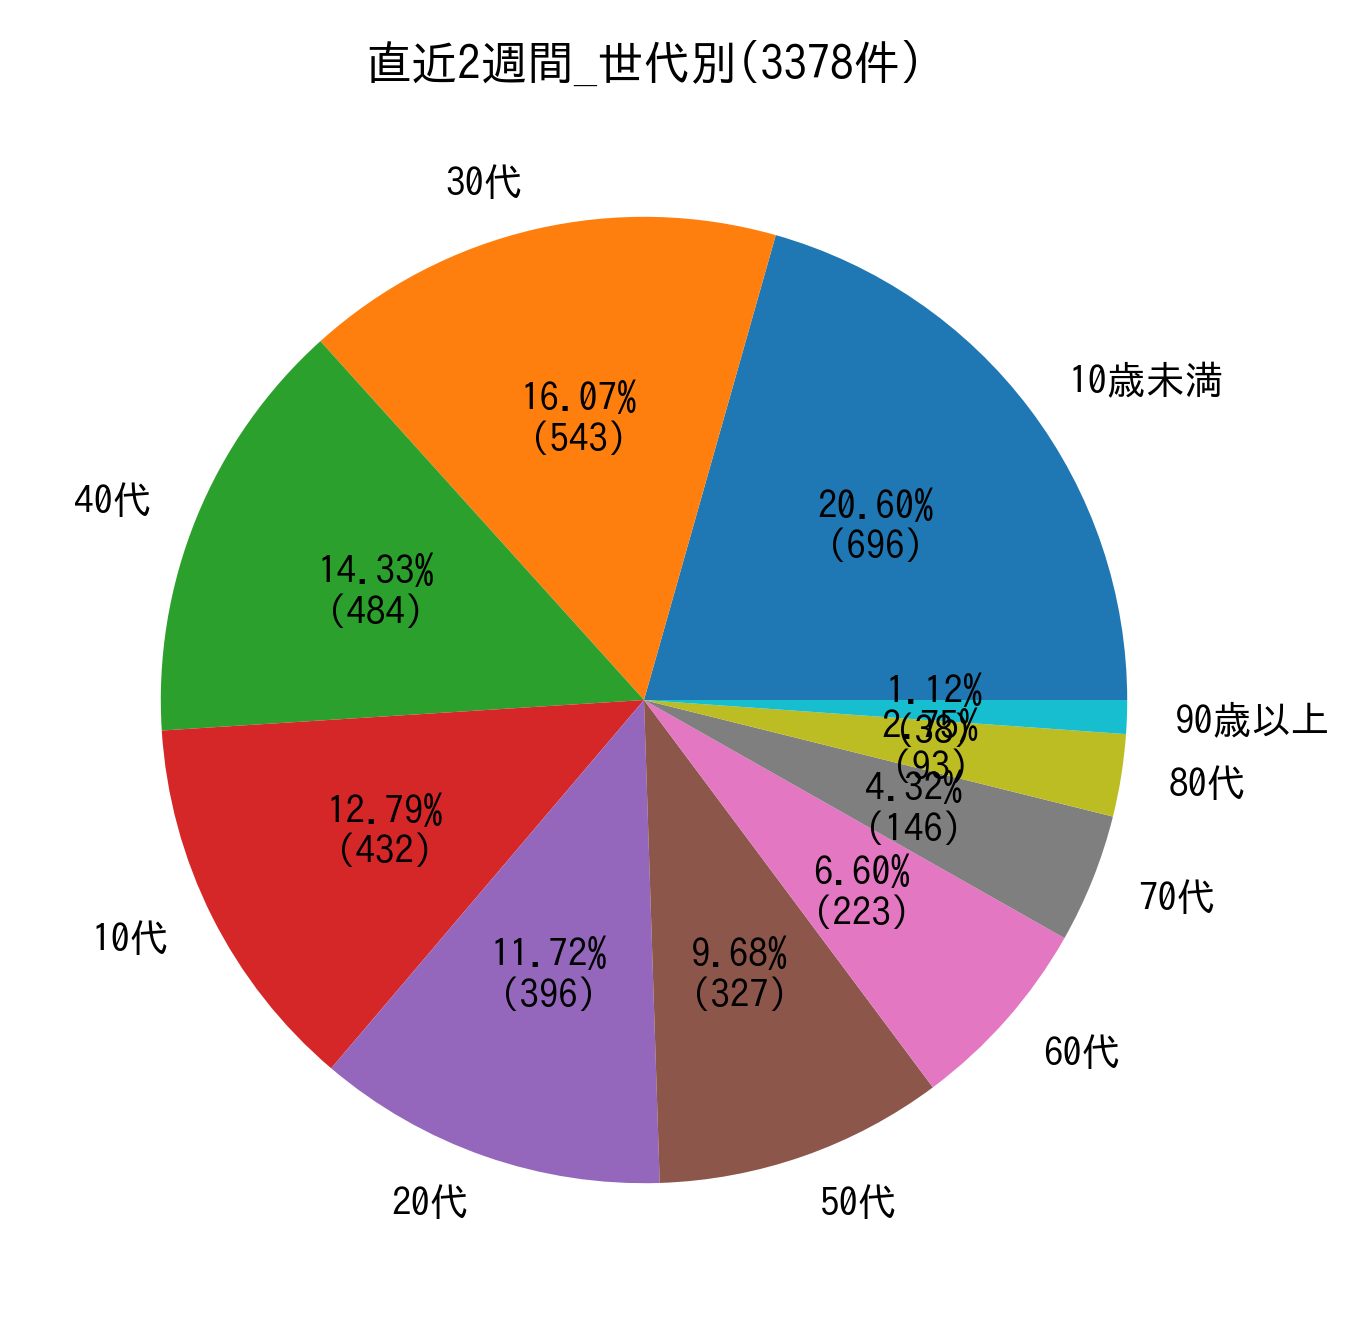 直近2週間_世代別(3378件)
30代
10歳未満
16.07%
(543)
40代
20.60%
(696)
14.33%
(484)
1.12%
(38)
90歳以上
2.75%
(93)
80代
4.32%
(146)
12.79%
(432)
6.60%
(223)
70代
10代
11.72%
(396)
9.68%
(327)
60代
20代
50代